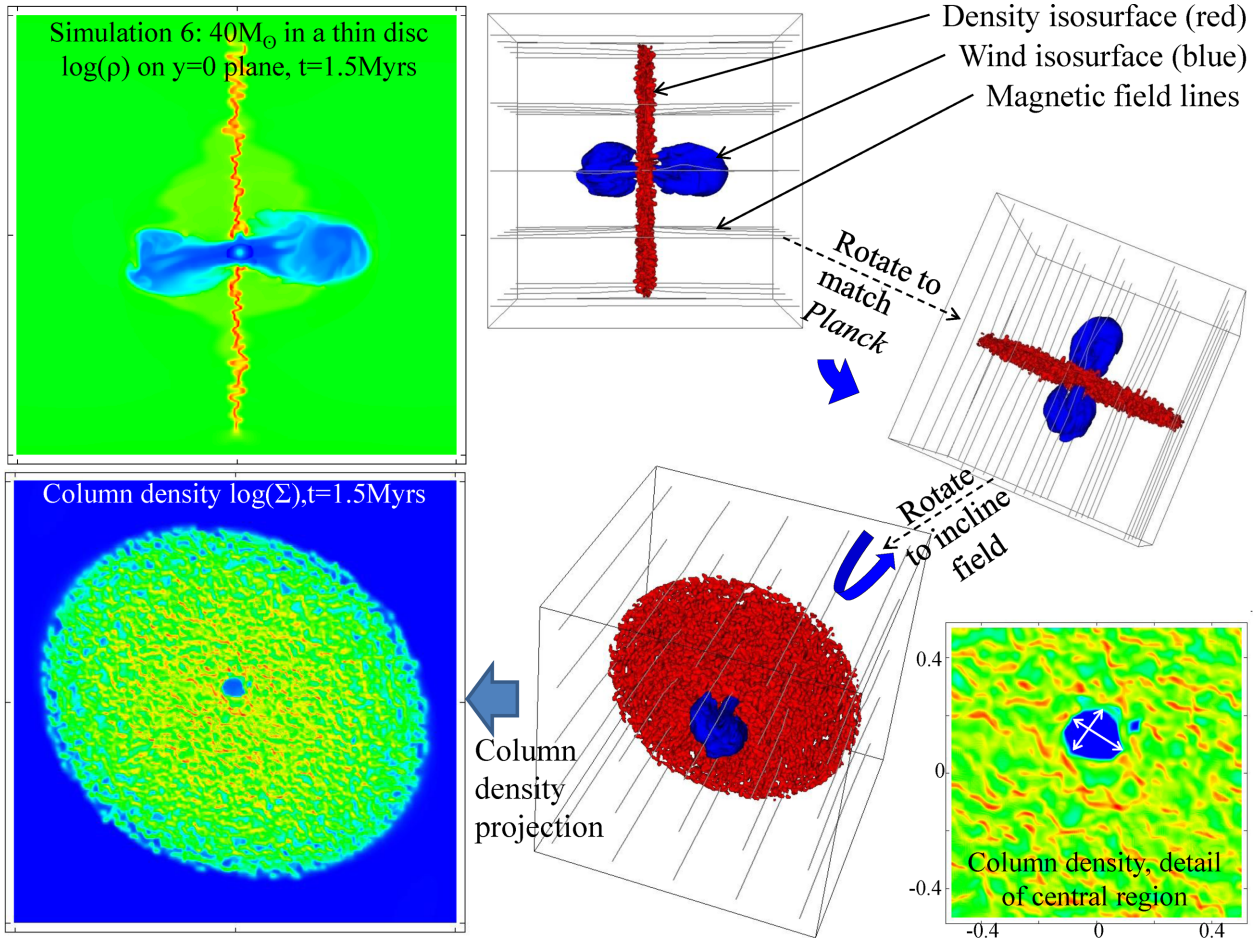 Simulation 6: 40M⊙ in a thin disc
log(ρ) on y=0 plane, t=1.5Myrs
Density isosurface (red)
Wind isosurface (blue)
Magnetic field lines
Rotate to
match
Planck
Rotate
to incline
field
Column density log(Σ),t=1.5Myrs
Column
density
projection
0.4
0
-0.4
Column density, detail
of central region
-0.4
0
0.4